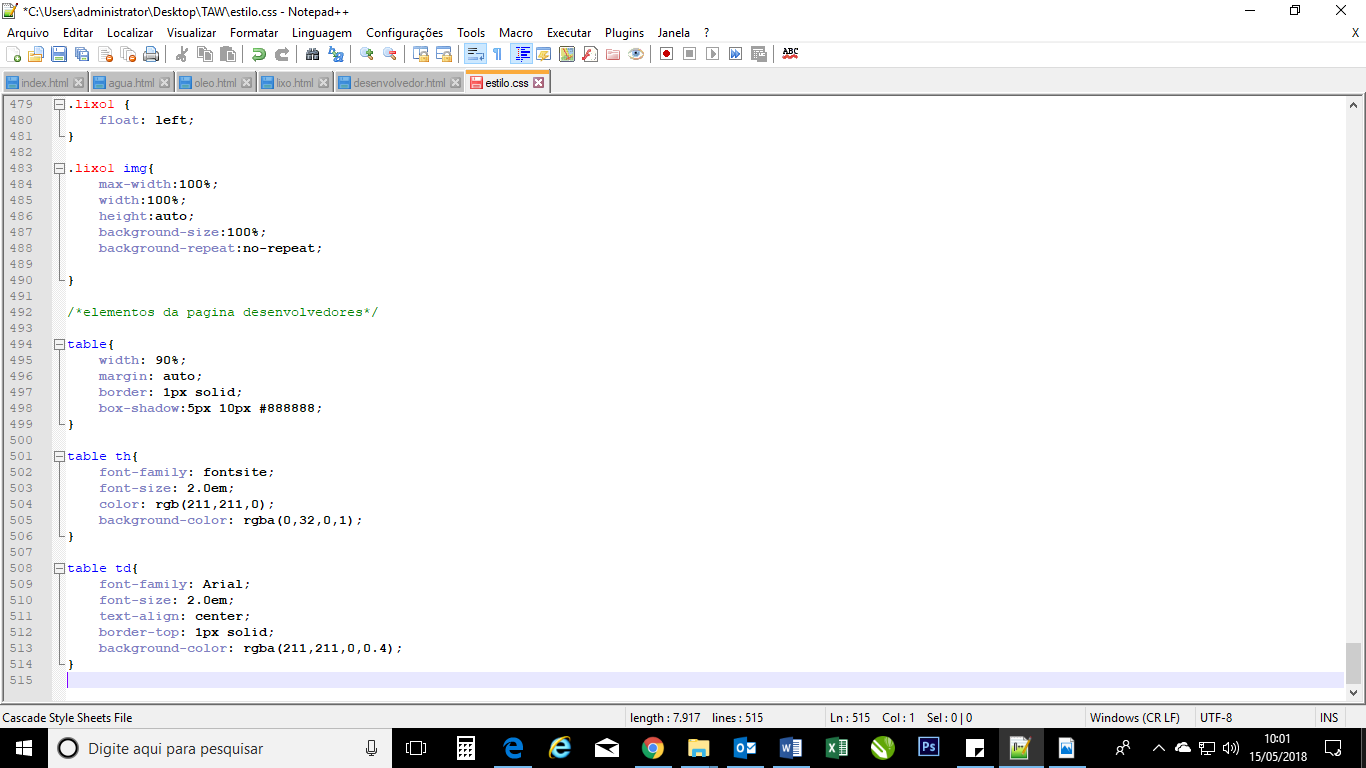 *C:\Users\administrator\Desktop\TAW\estilo.css - Notepad++
Arquivo Editar Localizar Visualizar Formatar Linguagem Configurações Tools Macro Executar Plugins Janela ? X
ABC
index.html agua.html oleo.html lixo.html desenvolvedor.html estilo.css
479 .lixol {
480 float: left;
481 }
482
483 .lixol img{
484 max-width:100%;
485 width:100%;
486 height:auto;
487 background-size:100%;
488 background-repeat:no-repeat;
489
490 }
491
492 /*elementos da pagina desenvolvedores*/
493
494 table{
495 width: 90%;
496 margin: auto;
497 border: 1px solid;
498 box-shadow:5px 10px #888888;
499 }
500
501 table th{
502 font-family: fontsite;
503 font-size: 2.0em;
504 color: rgb(211,211,0);
505 background-color: rgba(0,32,0,1);
506 }
507
508 table td{
509 font-family: Arial;
510 font-size: 2.0em;
511 text-align: center;
512 border-top: 1px solid;
513 background-color: rgba(211,211,0,0.4);
514 }
515
Cascade Style Sheets File length : 7.917 lines : 515 Ln : 515 Col : 1 Sel : 0 | 0 Windows (CR LF) UTF-8 INS
Digite aqui para pesquisar
Ps
10:01
15/05/2018